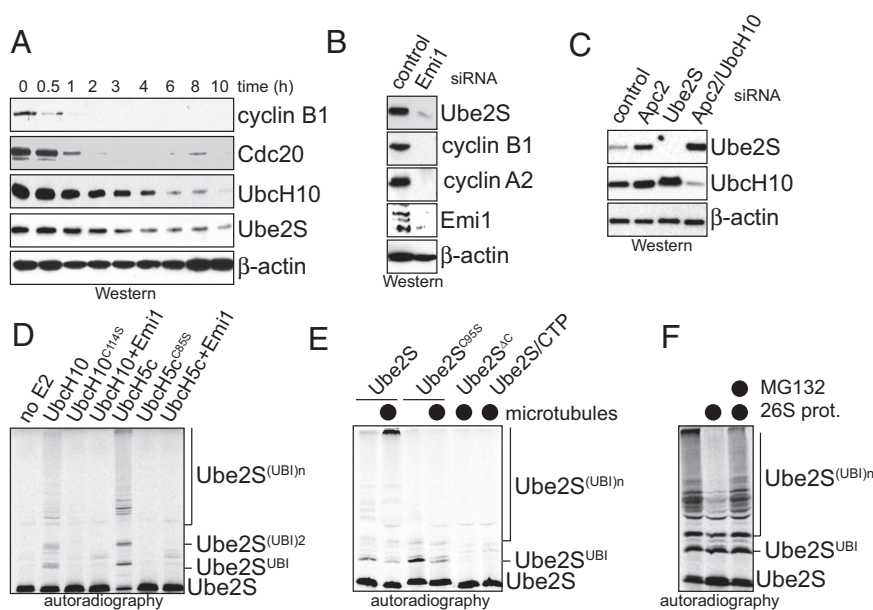 A
0 0.5 1 2 3 4 6 8 10 time (h)
cyclin B1
Cdc20
UbcH10
Ube2S
β-actin
Western
B
control
Emi1
siRNA
Ube2S
cyclin B1
cyclin A2
Emi1
β-actin
Western
C
control
Apc2
Ube2S
Apc2/UbcH10
siRNA
Ube2S
UbcH10
β-actin
Western
D
no E2
UbcH10
UbcH10C114S
UbcH10+Emi1
UbcH5c
UbcH5cC85S
UbcH5c+Emi1
Ube2S(UBI)n
Ube2S(UBI)2
Ube2SUBI
Ube2S
autoradiography
E
Ube2S
Ube2SC95S
Ube2SΔC
Ube2S/CTP
microtubules
Ube2S(UBI)n
Ube2SUBI
Ube2S
autoradiography
F
MG132
26S prot.
Ube2S(UBI)n
Ube2SUBI
Ube2S
autoradiography